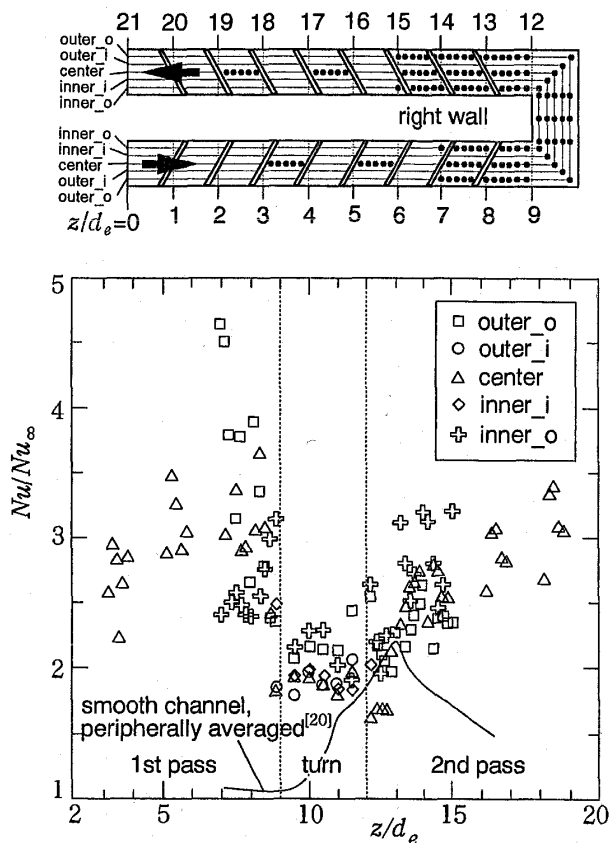 21 20 19 18 17 16 15 14 13 12
outer_o
outer_i
center
inner_i
inner_o
right wall
inner_o
inner_i
center
outer_i
outer_o
z/dₑ=0 1 2 3 4 5 6 7 8 9
5
4
3
2
1
Nu/Nu∞
outer_o
outer_i
center
inner_i
inner_o
smooth channel,
peripherally averaged[20]
1st pass turn 2nd pass
2 5 10 15 20
z/dₑ